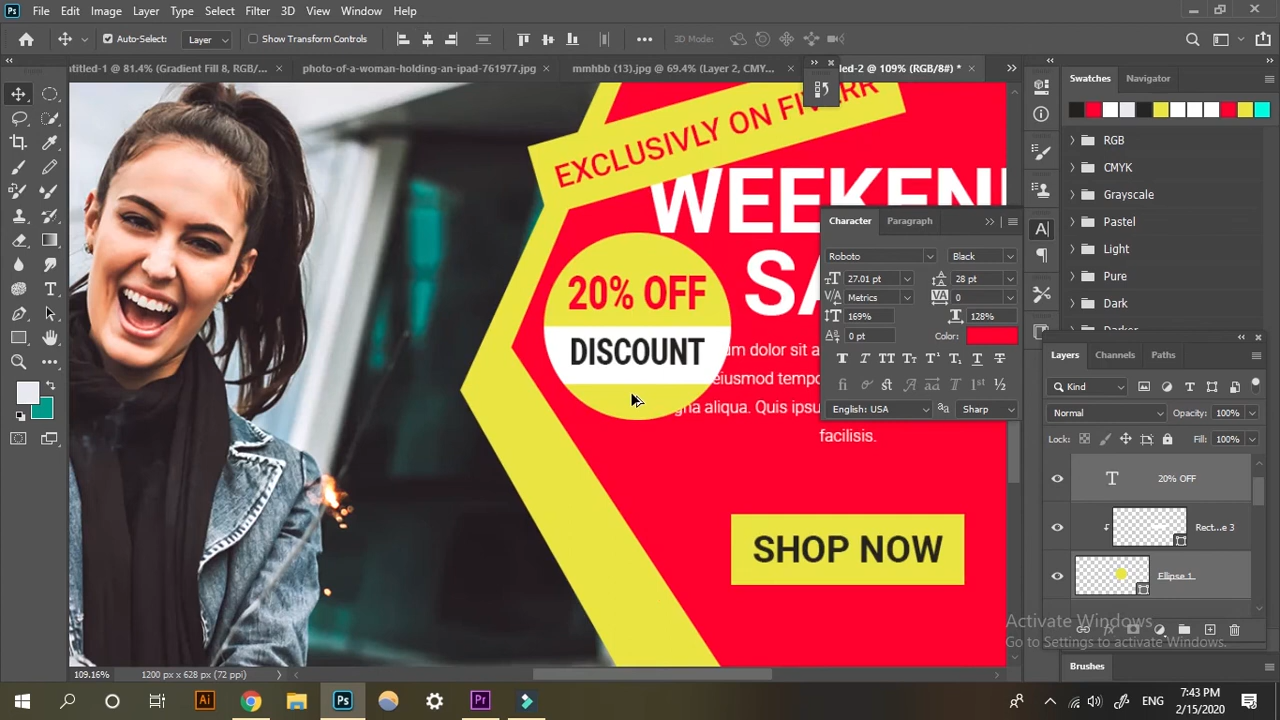 Ps File Edit Image Layer Type Select Filter 3D View Window Help
Auto-Select: Layer Show Transform Controls 3D Mode:
titled-1 @ 81.4% (Gradient Fill 8, RGB/... photo-of-a-woman-holding-an-ipad-761977.jpg mmhbb (13).jpg @ 69.4% (Layer 2, CMY... led-2 @ 109% (RGB/8#) *
Swatches Navigator
EXCLUSIVLY ON FIVERR
WEEKEN
20% OFF
DISCOUNT
um dolor sit a
eiusmod tempo
gna aliqua. Quis ipsu
facilisis.
SHOP NOW
Character Paragraph
Roboto Black
27.01 pt 28 pt
Metrics 0
169% 128%
0 pt Color:
English: USA Sharp
RGB
CMYK
Grayscale
Pastel
Light
Pure
Dark
Darker
Layers Channels Paths
Kind
Normal Opacity: 100%
Lock: Fill: 100%
20% OFF
Rect...e 3
Ellipse 1
Activate Windows
Go to Settings to activate Windows.
Brushes
109.16% 1200 px x 628 px (72 ppi)
Ai Ps Pr ENG
7:43 PM
2/15/2020